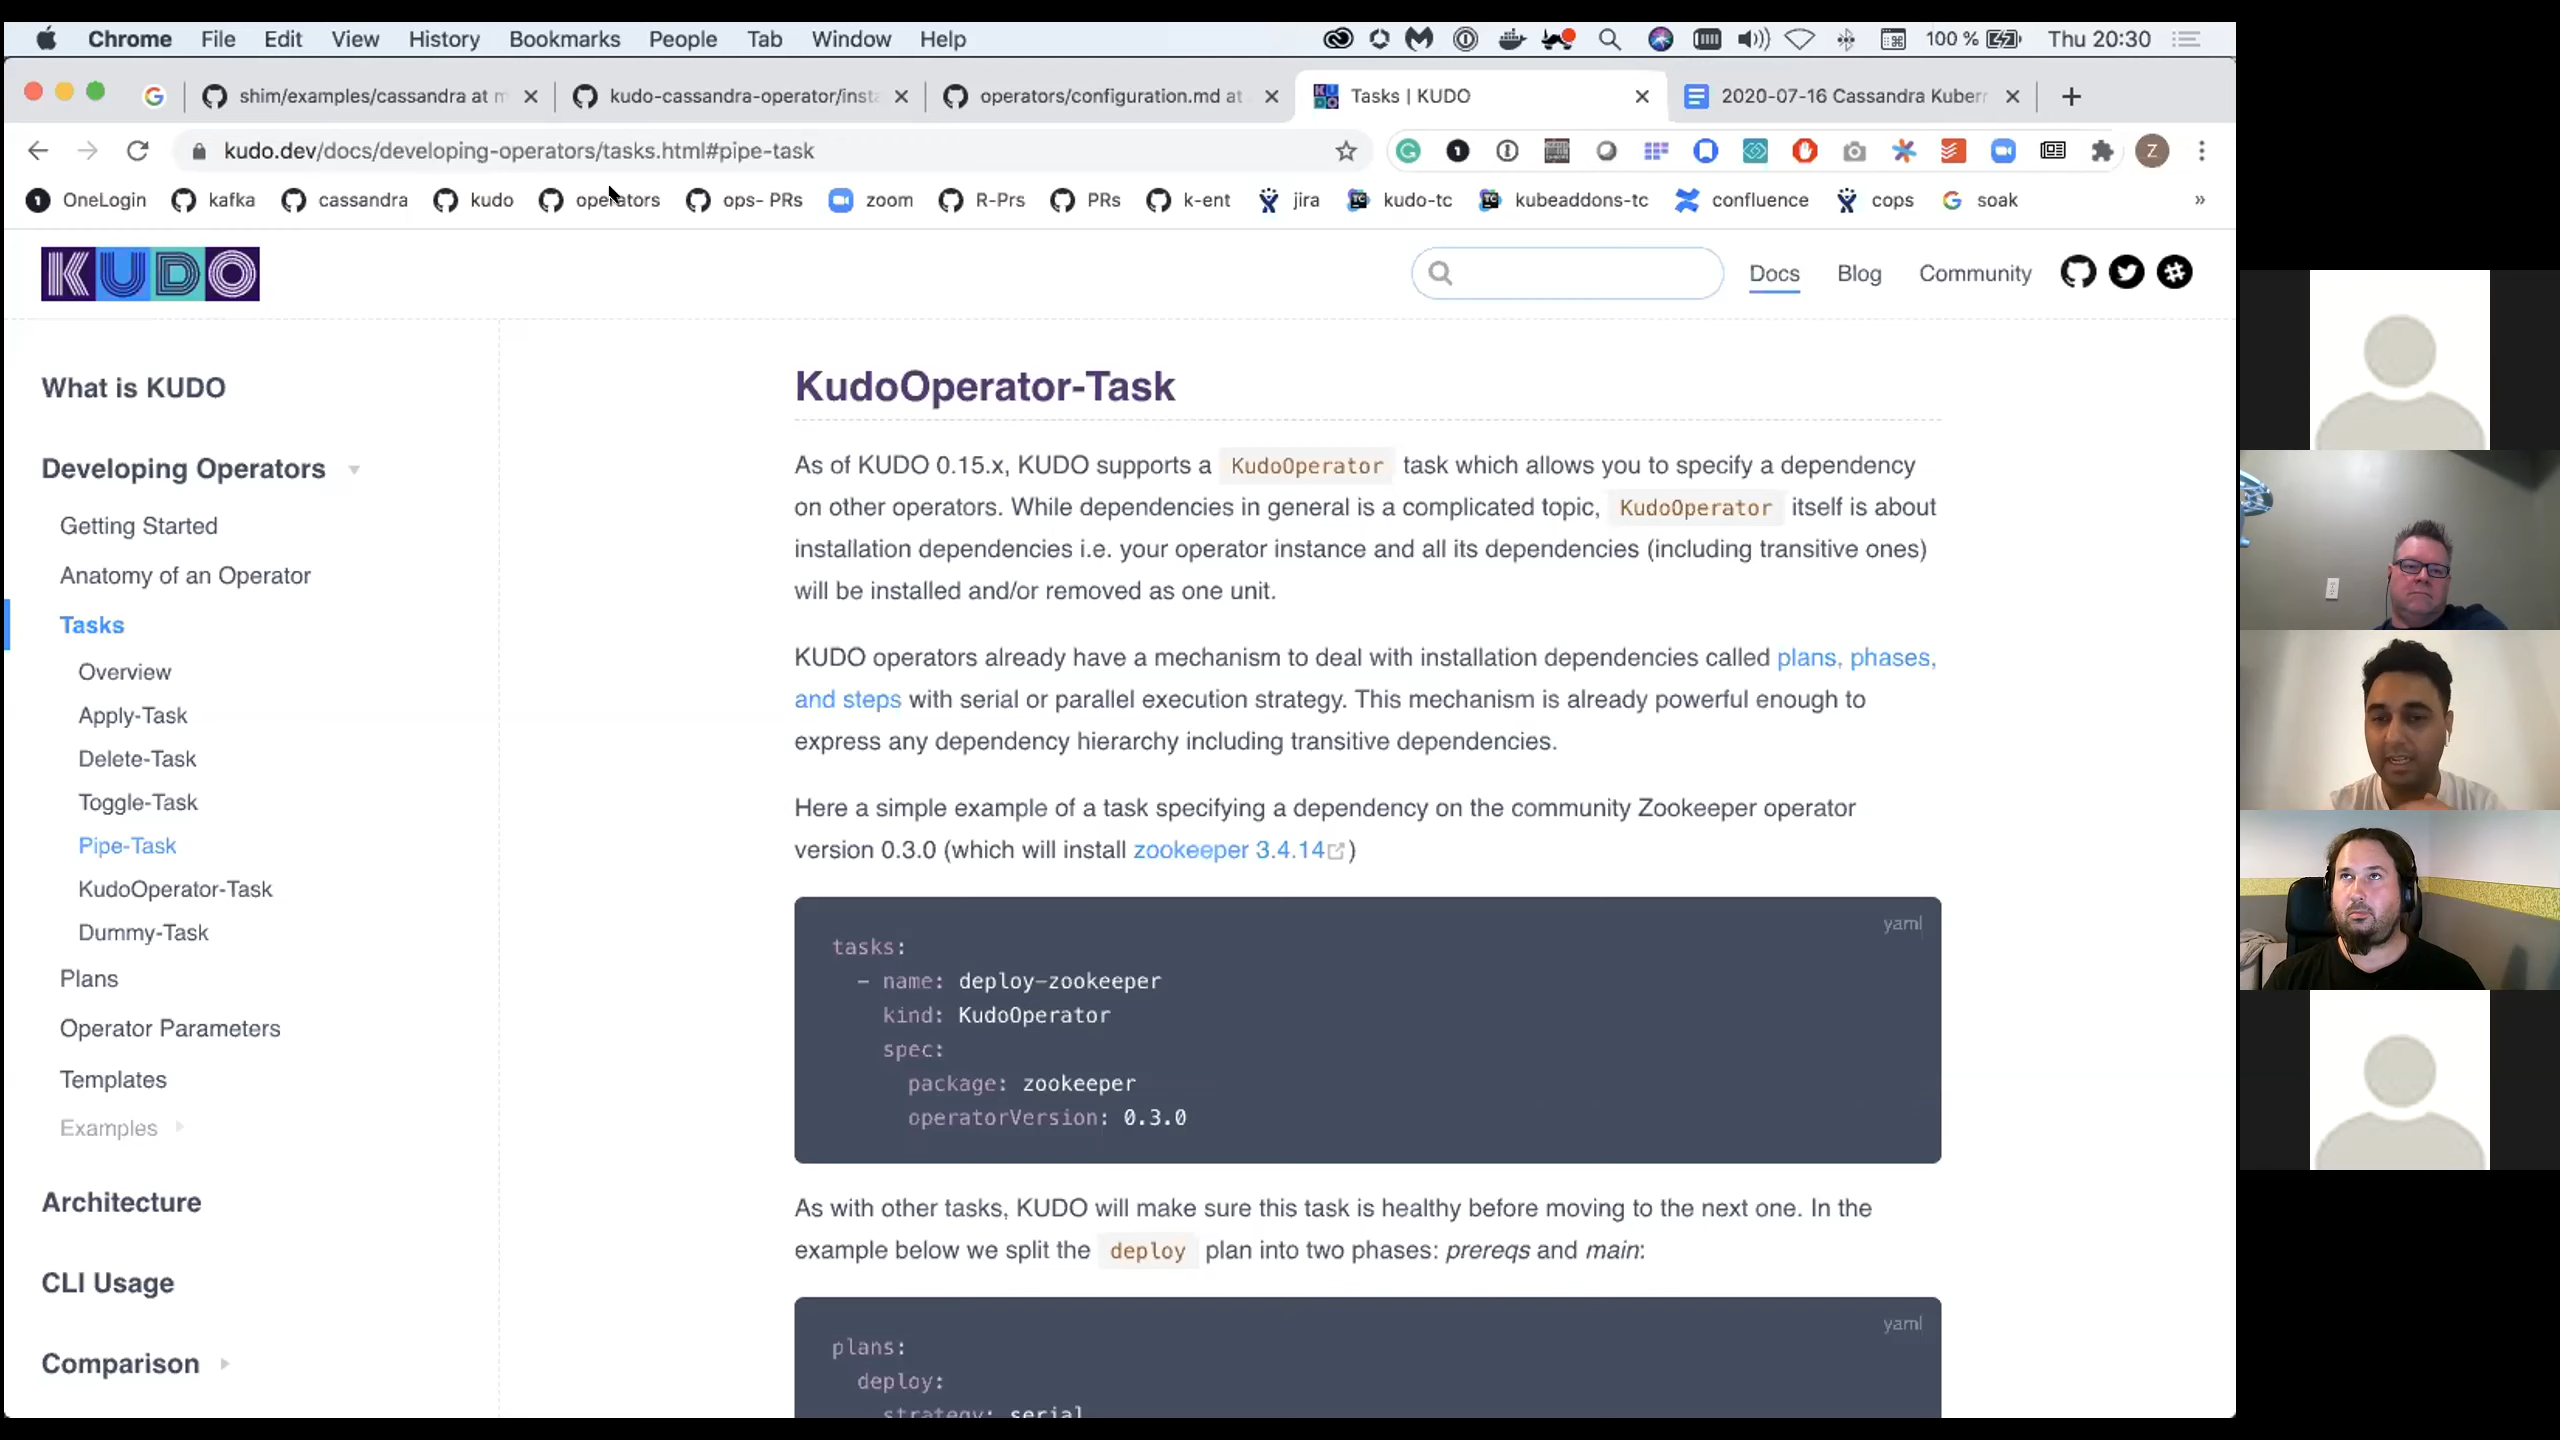 Chrome File Edit View History Bookmarks People Tab Window Help 100 % Thu 20:30
shim/examples/cassandra at m
kudo-cassandra-operator/insta
operators/configuration.md at
Tasks | KUDO
2020-07-16 Cassandra Kubern
kudo.dev/docs/developing-operators/tasks.html#pipe-task
Z
OneLogin kafka cassandra kudo operators ops- PRs zoom R-Prs PRs k-ent jira kudo-tc kubeaddons-tc confluence cops soak »
KUDO
Docs Blog Community
What is KUDO
Developing Operators
Getting Started
Anatomy of an Operator
Tasks
Overview
Apply-Task
Delete-Task
Toggle-Task
Pipe-Task
KudoOperator-Task
Dummy-Task
Plans
Operator Parameters
Templates
Examples
Architecture
CLI Usage
Comparison
KudoOperator-Task
As of KUDO 0.15.x, KUDO supports a KudoOperator task which allows you to specify a dependency
on other operators. While dependencies in general is a complicated topic, KudoOperator itself is about
installation dependencies i.e. your operator instance and all its dependencies (including transitive ones)
will be installed and/or removed as one unit.
KUDO operators already have a mechanism to deal with installation dependencies called plans, phases,
and steps with serial or parallel execution strategy. This mechanism is already powerful enough to
express any dependency hierarchy including transitive dependencies.
Here a simple example of a task specifying a dependency on the community Zookeeper operator
version 0.3.0 (which will install zookeeper 3.4.14)
yaml
tasks:
- name: deploy-zookeeper
kind: KudoOperator
spec:
package: zookeeper
operatorVersion: 0.3.0
As with other tasks, KUDO will make sure this task is healthy before moving to the next one. In the
example below we split the deploy plan into two phases: prereqs and main:
yaml
plans:
deploy:
strategy: serial